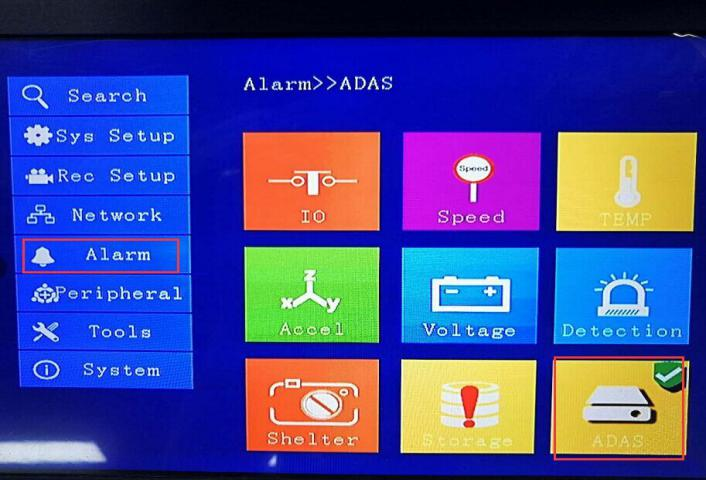 Alarm>>ADAS
Search
Sys Setup
Rec Setup
Network
Alarm
Peripheral
Tools
System
IO
Speed
Speed
TEMP
z
x y
Accel
Voltage
Detection
Shelter
Storage
ADAS